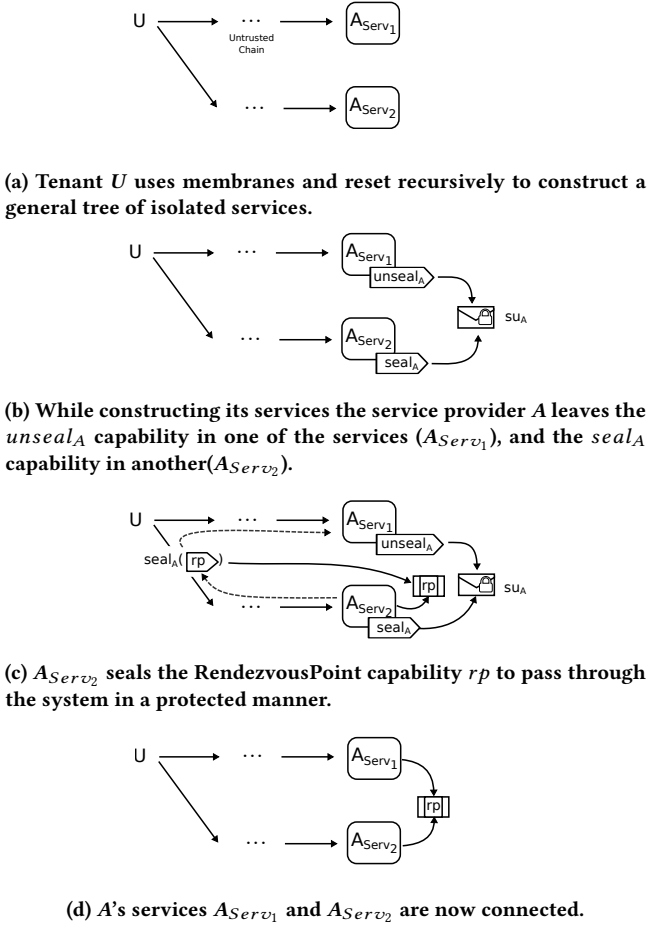 U ... A_Serv1
Untrusted
Chain
... A_Serv2
(a) Tenant U uses membranes and reset recursively to construct a
general tree of isolated services.
U ... A_Serv1
unseal_A
su_A
... A_Serv2
seal_A
(b) While constructing its services the service provider A leaves the
unseal_A capability in one of the services (A_Serv1), and the seal_A
capability in another(A_Serv2).
U ... A_Serv1
unseal_A
seal_A( rp )
rp
su_A
... A_Serv2
seal_A
(c) A_Serv2 seals the RendezvousPoint capability rp to pass through
the system in a protected manner.
U ... A_Serv1
rp
... A_Serv2
(d) A's services A_Serv1 and A_Serv2 are now connected.